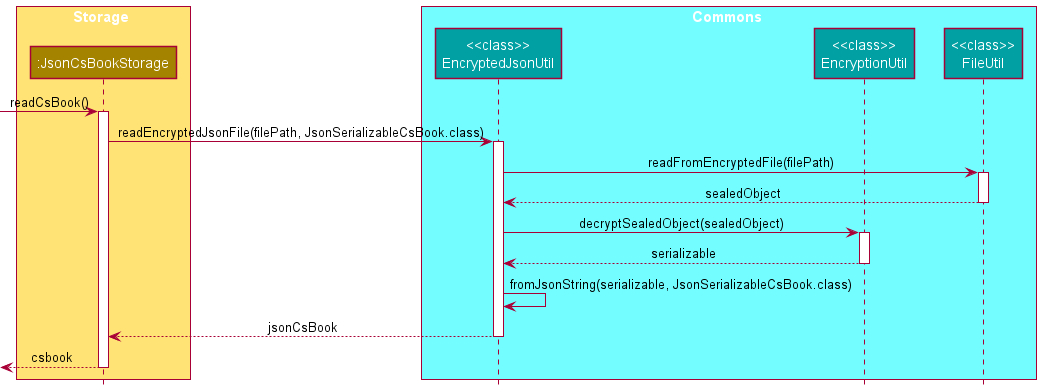 Storage
Commons
:JsonCsBookStorage
<<class>>
EncryptedJsonUtil
<<class>>
EncryptionUtil
<<class>>
FileUtil
readCsBook()
readEncryptedJsonFile(filePath, JsonSerializableCsBook.class)
readFromEncryptedFile(filePath)
sealedObject
decryptSealedObject(sealedObject)
serializable
fromJsonString(serializable, JsonSerializableCsBook.class)
jsonCsBook
csbook